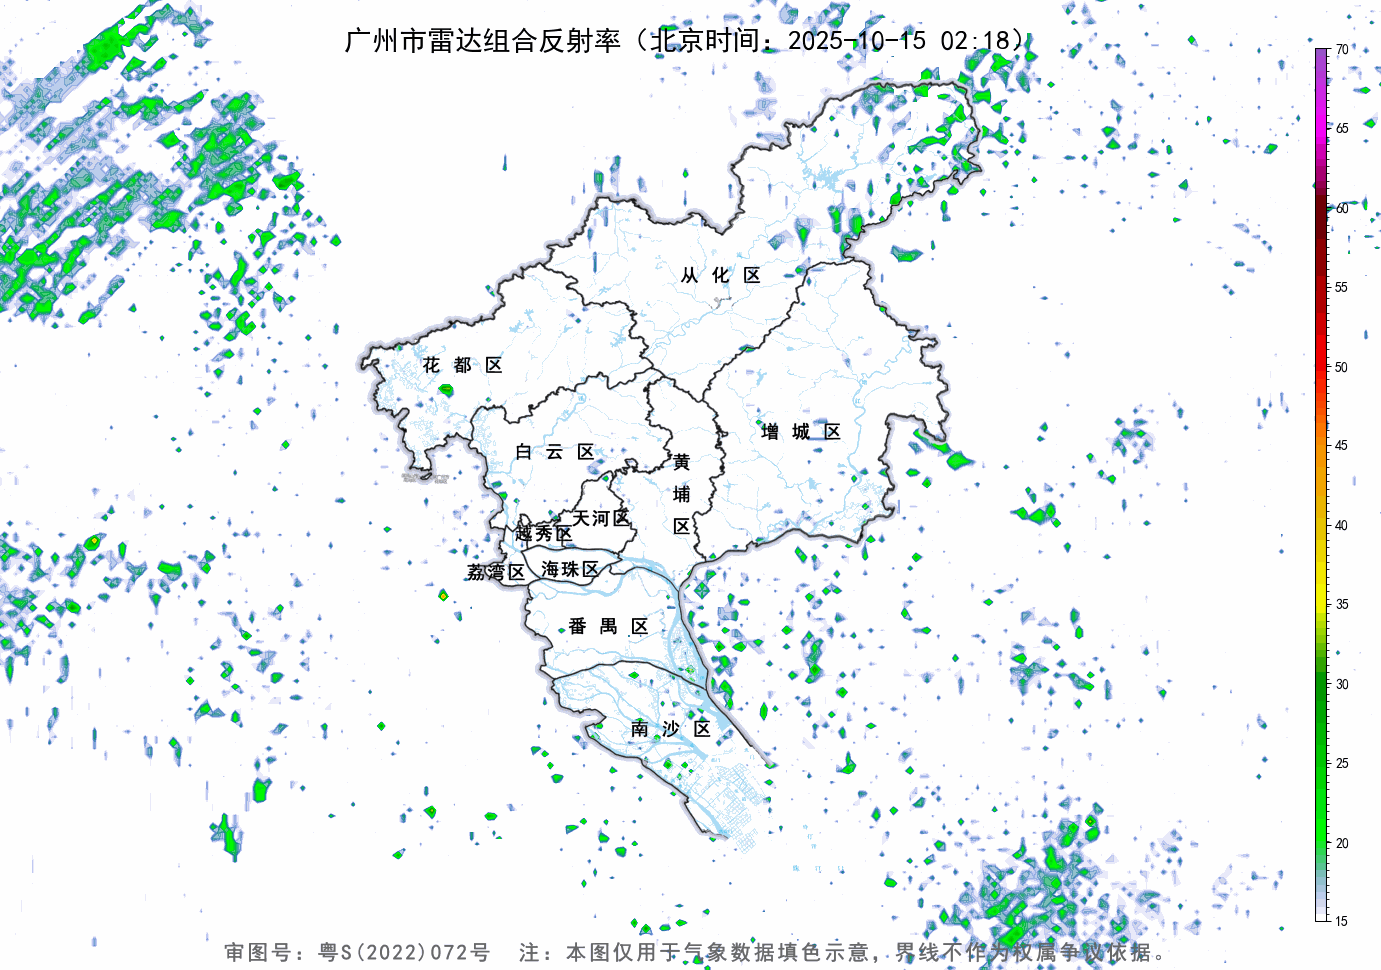 广州市雷达组合反射率（北京时间：2025-10-15 02:18）
70
65
60
55
50
45
40
35
30
25
20
15
从化区
花都区
增城区
白云区
黄埔区
天河区
越秀区
荔湾区
海珠区
番禺区
南沙区
审图号：粤S(2022)072号 注：本图仅用于气象数据填色示意，界线不作为权属争议依据。